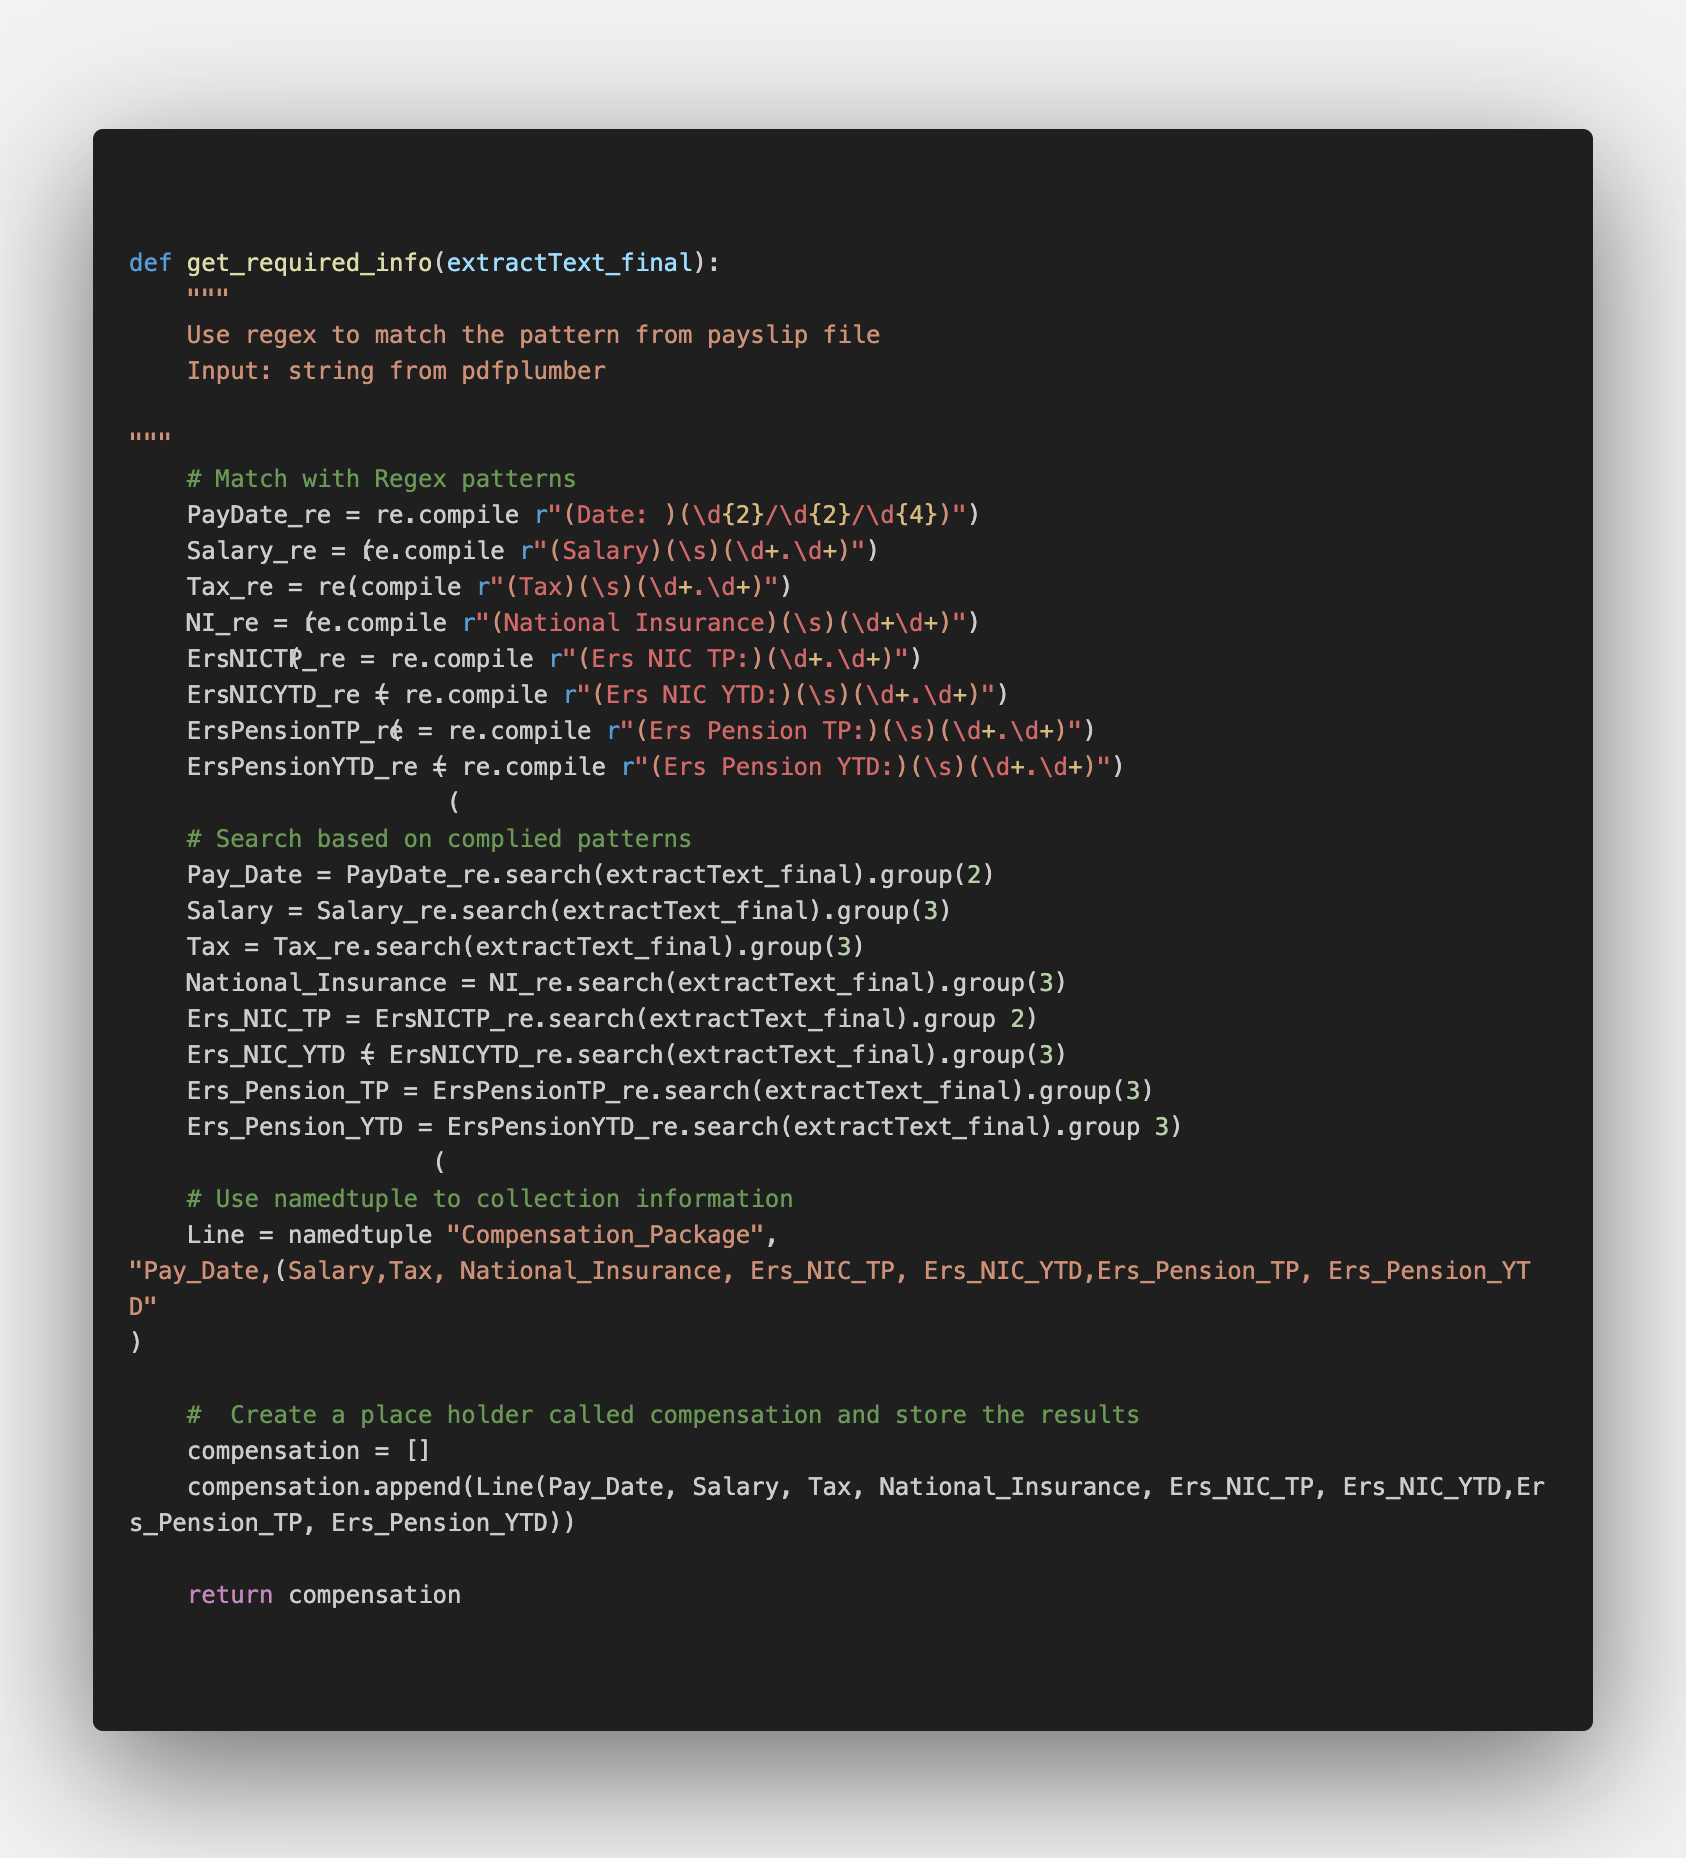 def get_required_info(extractText_final):
    """
    Use regex to match the pattern from payslip file
    Input: string from pdfplumber
"""
    # Match with Regex patterns
    PayDate_re = re.compile r"(Date: )(\d{2}/\d{2}/\d{4})")
    Salary_re = (re.compile r"(Salary)(\s)(\d+.\d+)")
    Tax_re = re(compile r"(Tax)(\s)(\d+.\d+)")
    NI_re = (re.compile r"(National Insurance)(\s)(\d+\d+)")
    ErsNICTP_re = re.compile r"(Ers NIC TP:)(\d+.\d+)")
    ErsNICYTD_re = re.compile r"(Ers NIC YTD:)(\s)(\d+.\d+)")
    ErsPensionTP_re = re.compile r"(Ers Pension TP:)(\s)(\d+.\d+)")
    ErsPensionYTD_re = re.compile r"(Ers Pension YTD:)(\s)(\d+.\d+)")
                  (
    # Search based on complied patterns
    Pay_Date = PayDate_re.search(extractText_final).group(2)
    Salary = Salary_re.search(extractText_final).group(3)
    Tax = Tax_re.search(extractText_final).group(3)
    National_Insurance = NI_re.search(extractText_final).group(3)
    Ers_NIC_TP = ErsNICTP_re.search(extractText_final).group 2)
    Ers_NIC_YTD = ErsNICYTD_re.search(extractText_final).group(3)
    Ers_Pension_TP = ErsPensionTP_re.search(extractText_final).group(3)
    Ers_Pension_YTD = ErsPensionYTD_re.search(extractText_final).group 3)
                 (
    # Use namedtuple to collection information
    Line = namedtuple "Compensation_Package",
"Pay_Date,(Salary,Tax, National_Insurance, Ers_NIC_TP, Ers_NIC_YTD,Ers_Pension_TP, Ers_Pension_YT
D"
)
    #  Create a place holder called compensation and store the results
    compensation = []
    compensation.append(Line(Pay_Date, Salary, Tax, National_Insurance, Ers_NIC_TP, Ers_NIC_YTD,Er
s_Pension_TP, Ers_Pension_YTD))
    return compensation